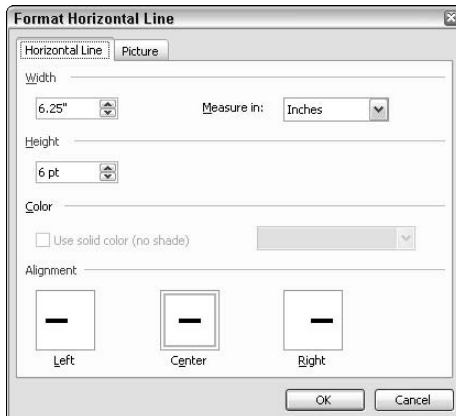 Format Horizontal Line
Horizontal Line Picture
Width
6.25" Measure in: Inches
Height
6 pt
Color
Use solid color (no shade)
Alignment
Left Center Right
OK Cancel